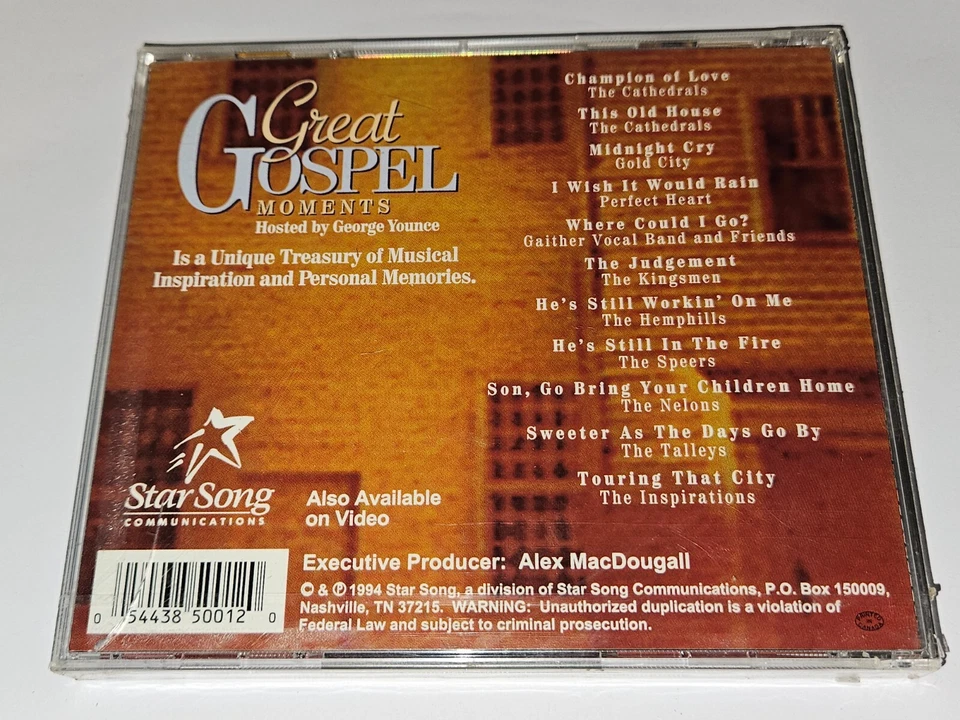 Great
GOSPEL
MOMENTS
Hosted by George Younce
Is a Unique Treasury of Musical
Inspiration and Personal Memories.
Champion of Love
The Cathedrals
This Old House
The Cathedrals
Midnight Cry
Gold City
I Wish It Would Rain
Perfect Heart
Where Could I Go?
Gaither Vocal Band and Friends
The Judgement
The Kingsmen
He's Still Workin' On Me
The Hemphills
He's Still In The Fire
The Speers
Son, Go Bring Your Children Home
The Nelons
Sweeter As The Days Go By
The Talleys
Touring That City
The Inspirations
Star Song
COMMUNICATIONS
Also Available
on Video
Executive Producer: Alex MacDougall
© & ℗ 1994 Star Song, a division of Star Song Communications, P.O. Box 150009,
Nashville, TN 37215. WARNING: Unauthorized duplication is a violation of
Federal Law and subject to criminal prosecution.
0 54438 50012 0
PRINTED
IN
CANADA